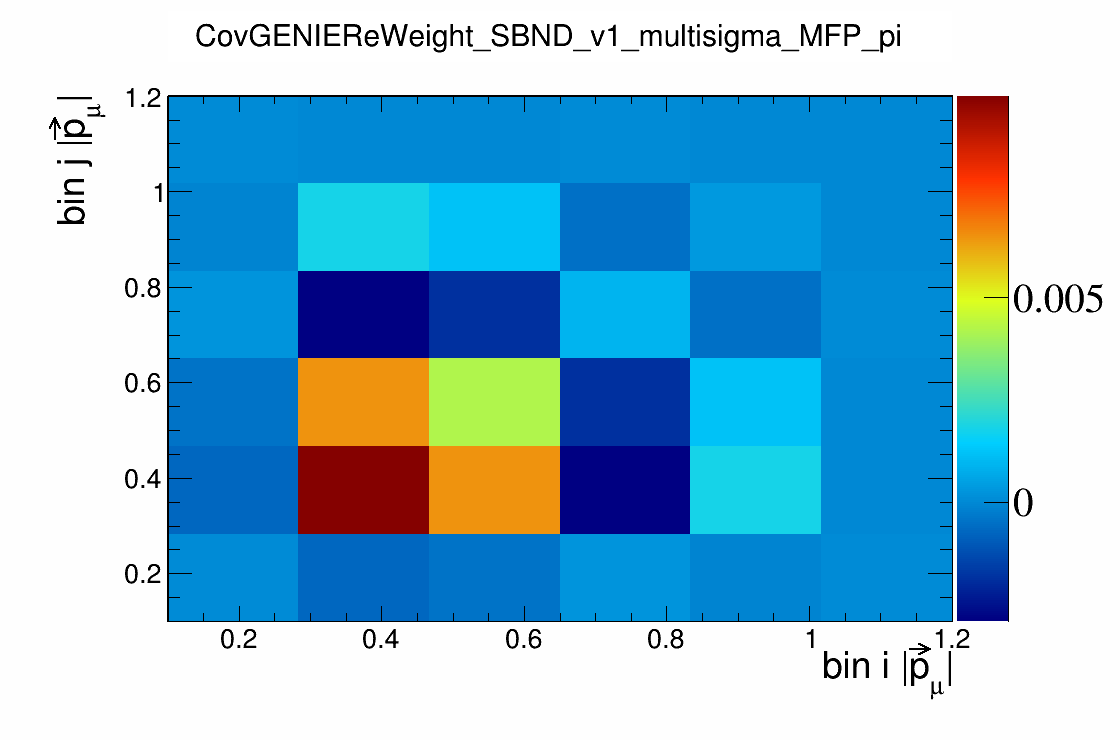 CovGENIEReWeight_SBND_v1_multisigma_MFP_pi
bin j |p⃗μ|
1.2
1
0.8
0.6
0.4
0.2
0.2 0.4 0.6 0.8 1 1.2
bin i |p⃗μ|
0.005
0